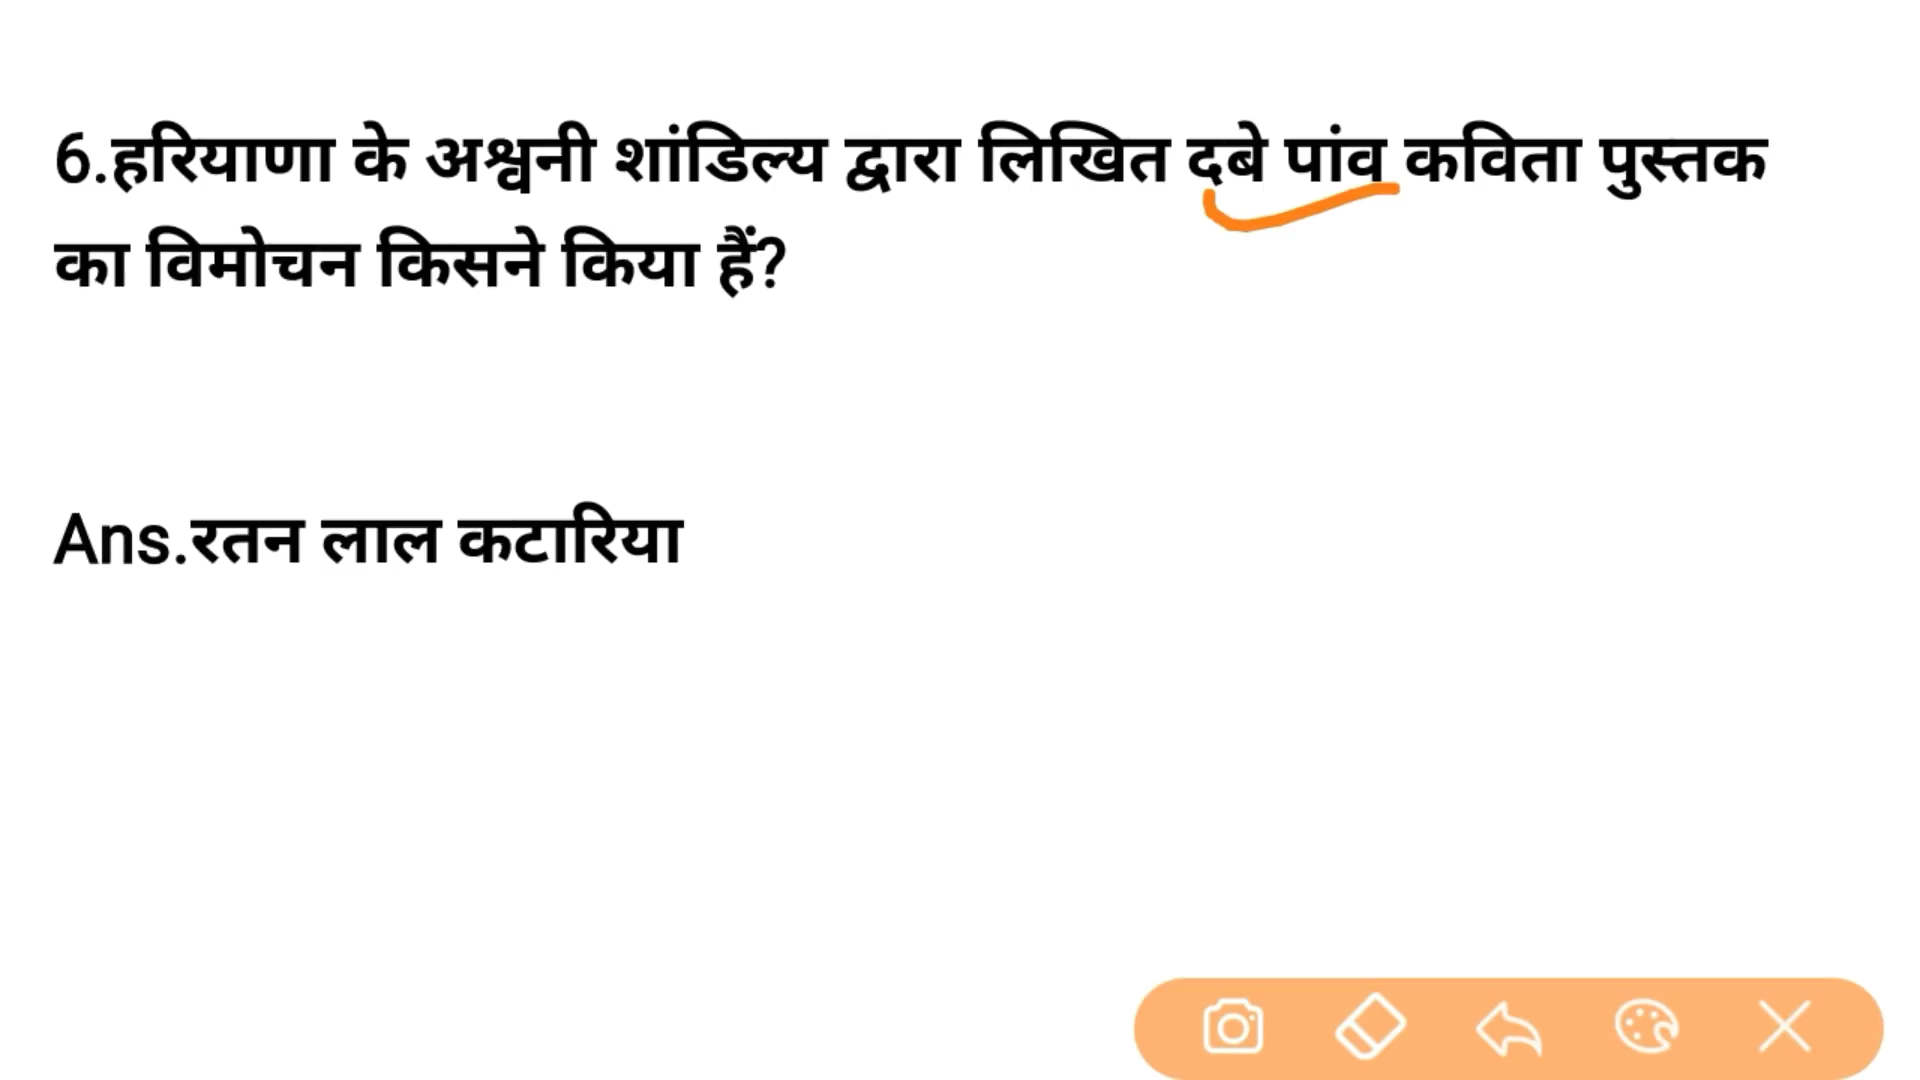 6.हरियाणा के अश्वनी शांडिल्य द्वारा लिखित दबे पांव कविता पुस्तक
का विमोचन किसने किया हैं?
Ans.रतन लाल कटारिया